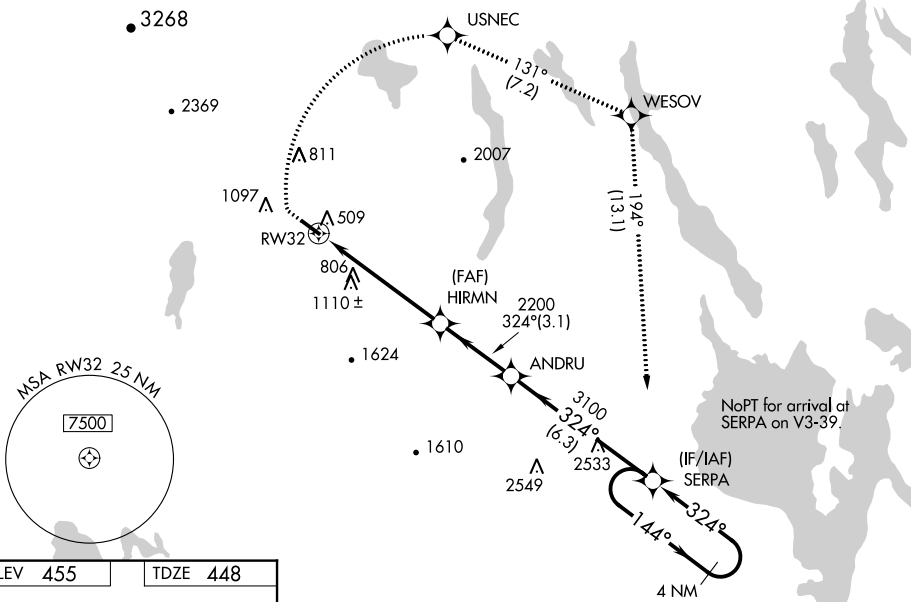 3268
USNEC
131°
(7.2)
2369
WESOV
811
2007
1097
509
194°
(13.1)
RW32
806
(FAF)
HIRMN
1110 ±
2200
324°(3.1)
1624
ANDRU
MSA RW32 25 NM
3100
324°
(6.3)
NoPT for arrival at
SERPA on V3-39.
7500
1610
2533
2549
(IF/IAF)
SERPA
324°
144°
4 NM
LEV 455
TDZE 448